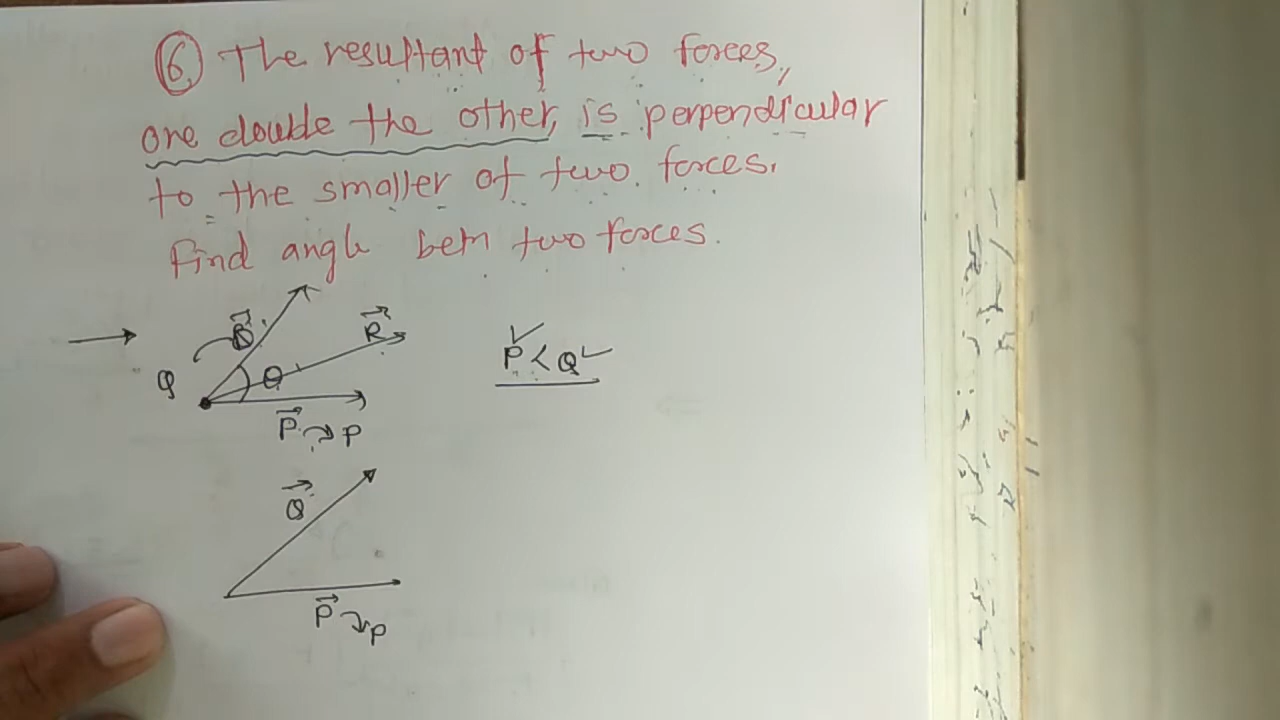 ⑥ The resultant of two forces,
one double the other, is perpendicular
to the smaller of two forces.
Find angle betn two forces.
Q
R
P < Q
Q
θ
P P
Q
P P